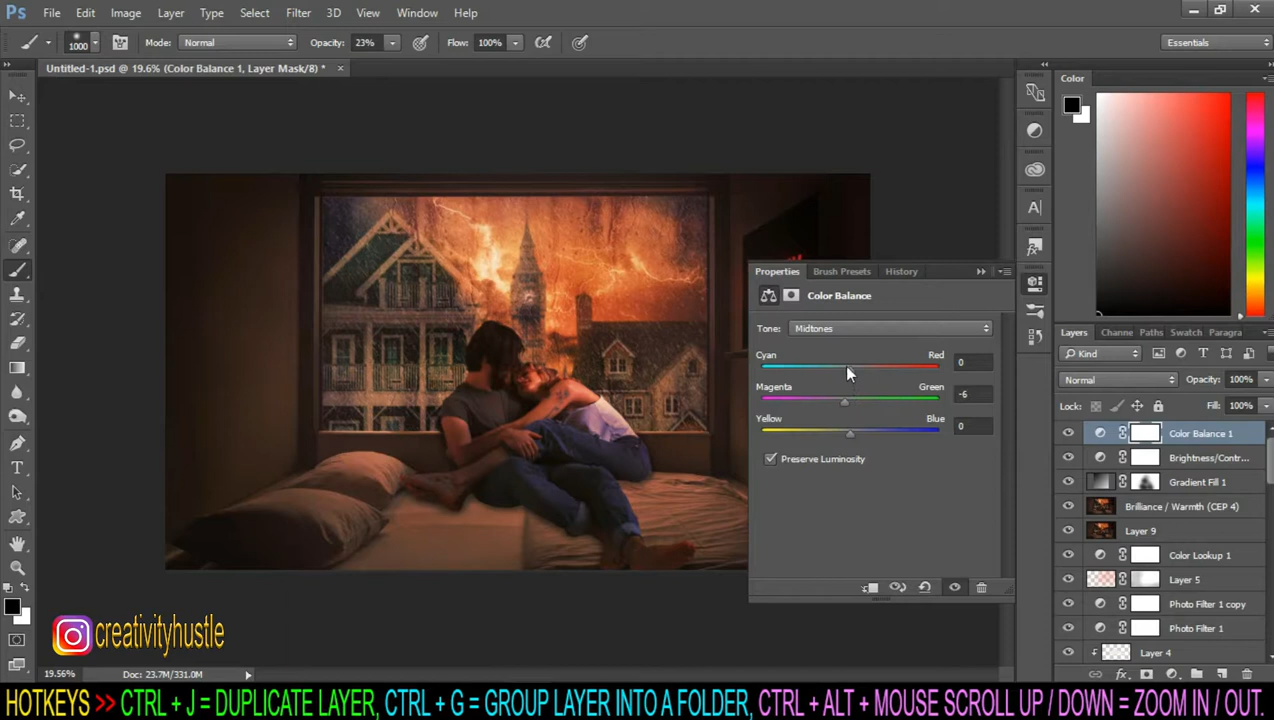 Ps File Edit Image Layer Type Select Filter 3D View Window Help
1000 Mode: Normal Opacity: 23% Flow: 100% Essentials
Untitled-1.psd @ 19.6% (Color Balance 1, Layer Mask/8) *
Color
Properties Brush Presets History
Color Balance
Tone: Midtones
Cyan Red 0
Magenta Green -6
Yellow Blue 0
Preserve Luminosity
Layers Channe Paths Swatch Paragra
Kind
Normal Opacity: 100%
Lock: Fill: 100%
Color Balance 1
Brightness/Contr...
Gradient Fill 1
Brilliance / Warmth (CEP 4)
Layer 9
Color Lookup 1
Layer 5
Photo Filter 1 copy
Photo Filter 1
Layer 4
creativityhustle
19.56% Doc: 23.7M/331.0M
HOTKEYS >> CTRL + J = DUPLICATE LAYER, CTRL + G = GROUP LAYER INTO A FOLDER, CTRL + ALT + MOUSE SCROLL UP / DOWN = ZOOM IN / OUT.